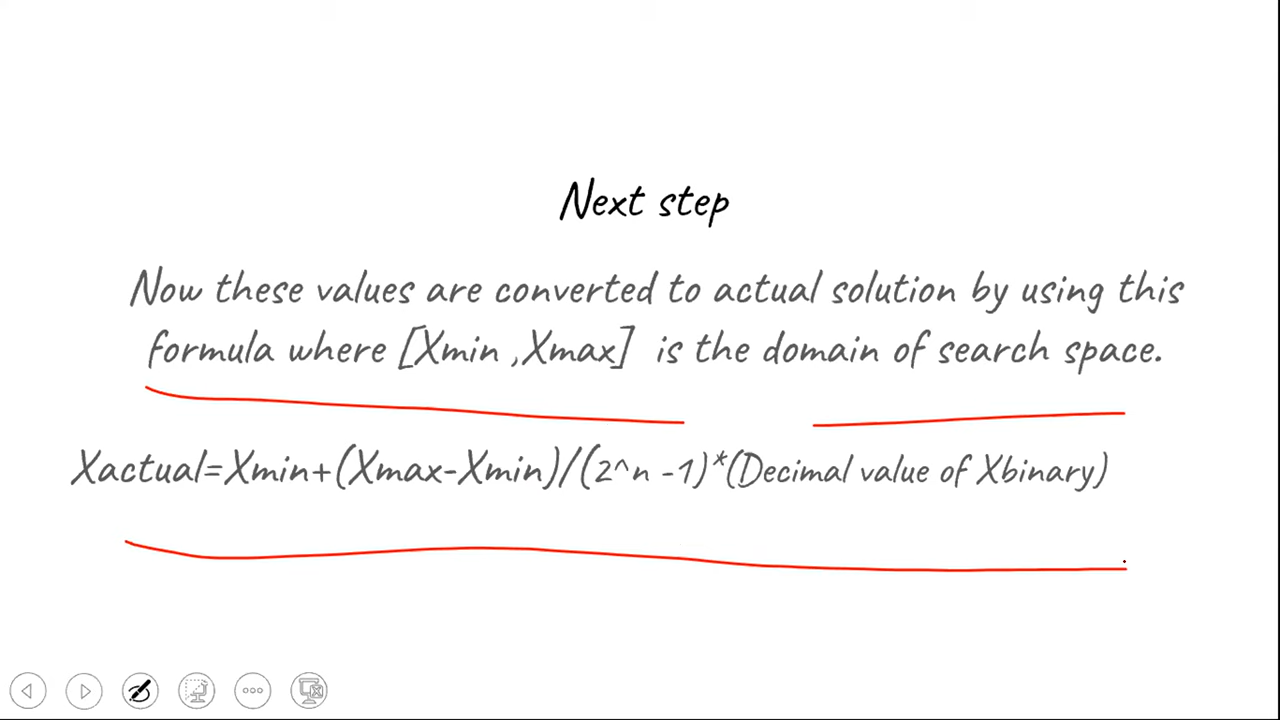 Next step
Now these values are converted to actual solution by using this
formula where [Xmin ,Xmax] is the domain of search space.
Xactual=Xmin+(Xmax-Xmin)/(2^n -1)*(Decimal value of Xbinary)